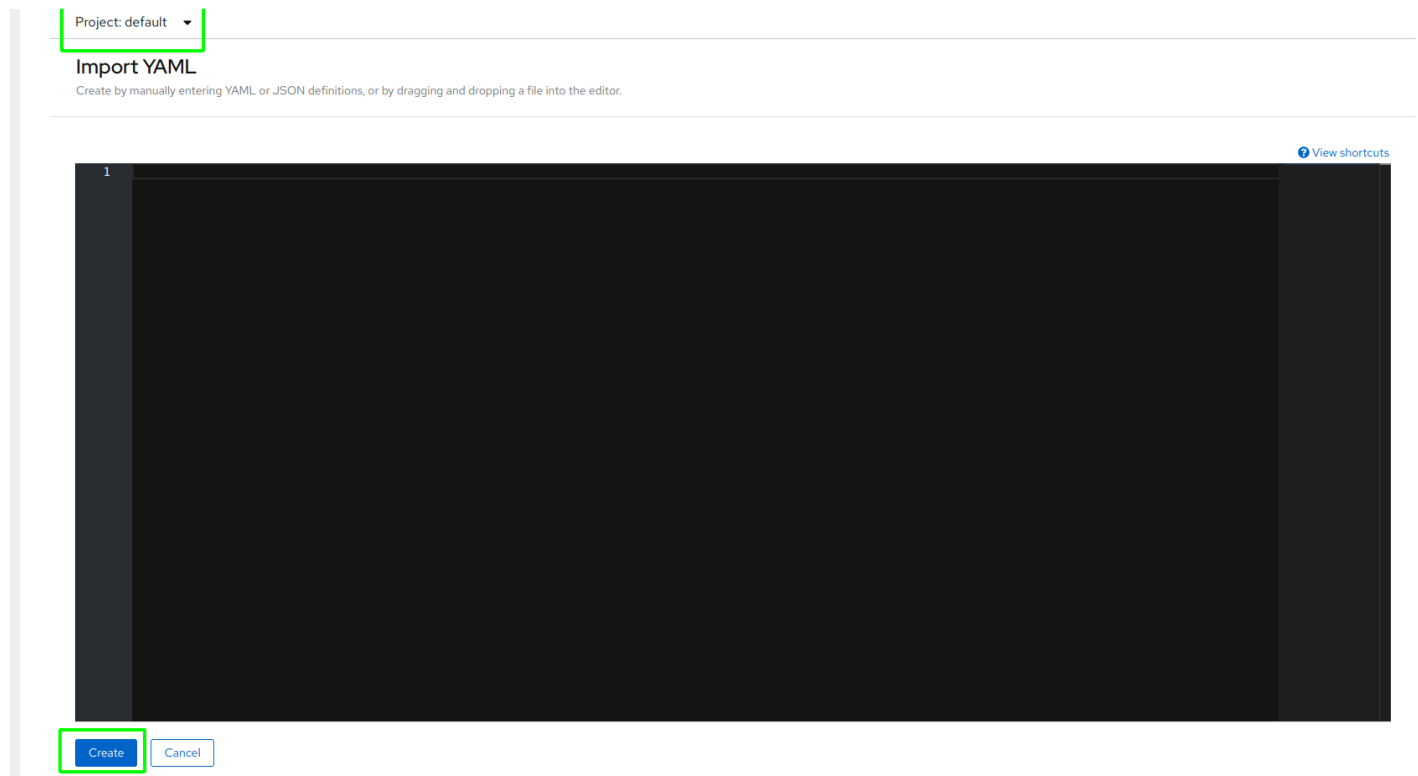 Project: default
Import YAML
Create by manually entering YAML or JSON definitions, or by dragging and dropping a file into the editor.
View shortcuts
1
Create
Cancel